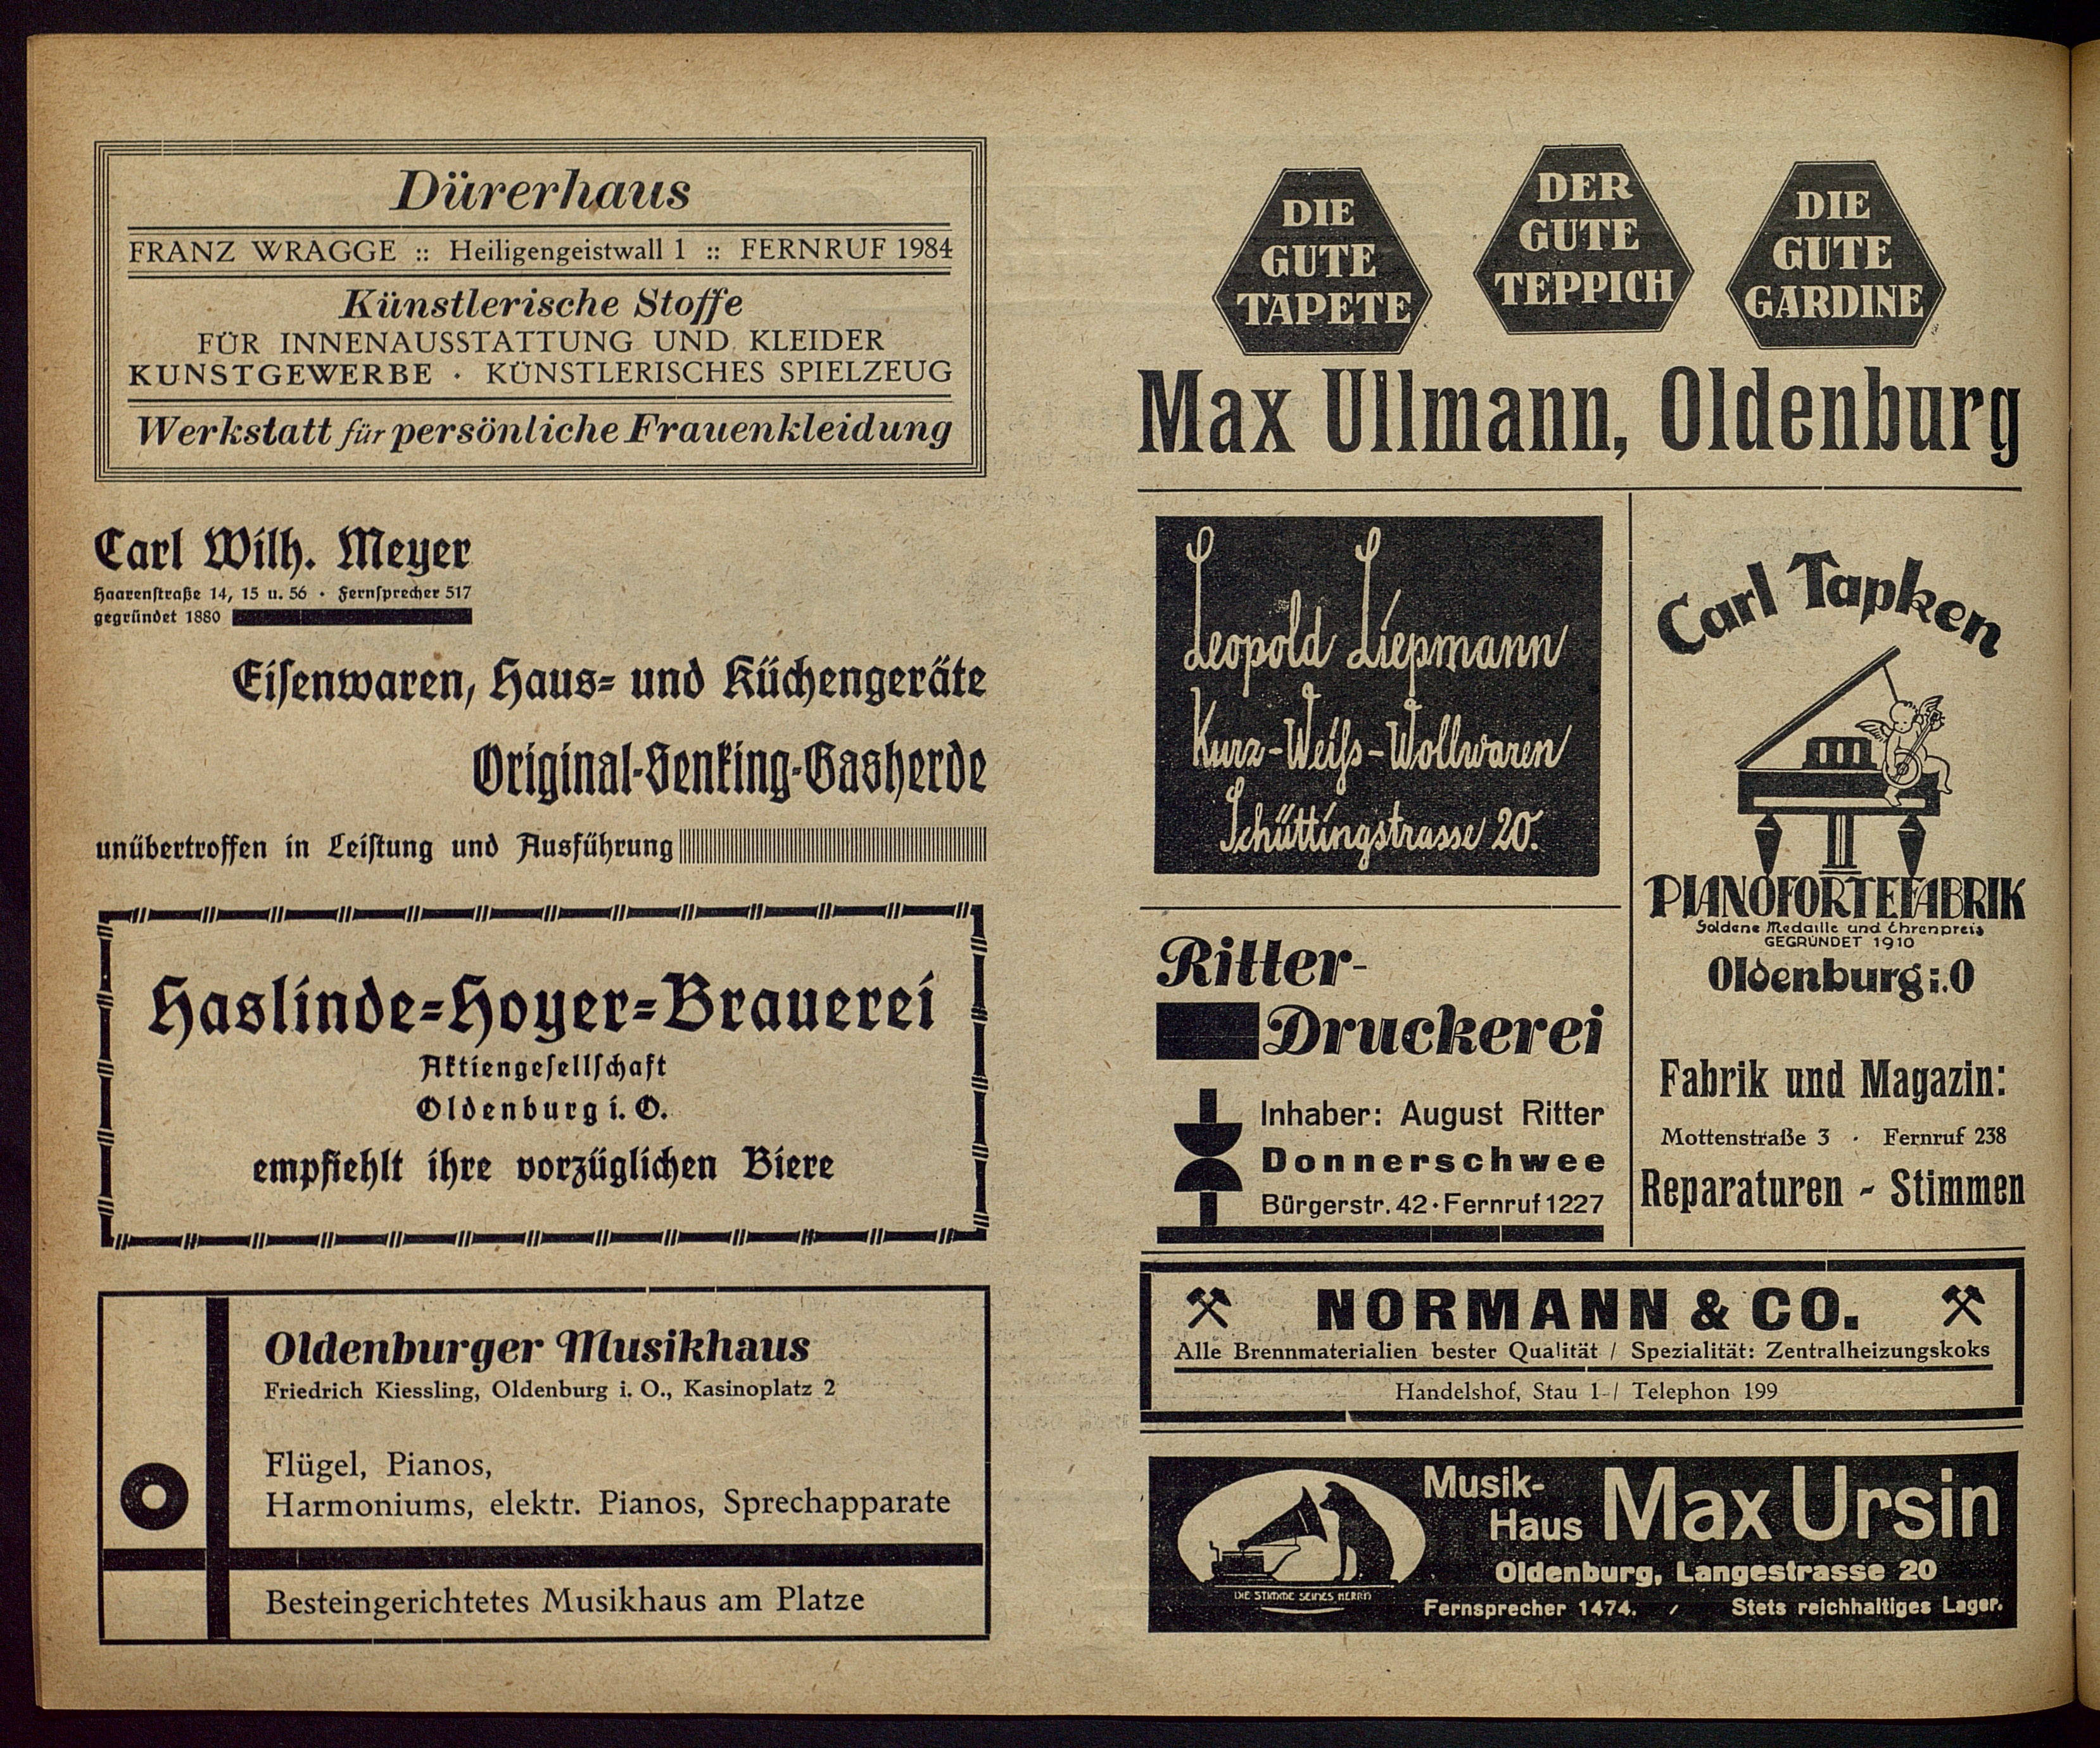 Dürerhaus
FRANZ WRAGGE :: Heiligengeistwall 1 :: FERNRUF 1984
Künstlerische Stoffe
FÜR INNENAUSSTATTUNG UND KLEIDER
KUNSTGEWERBE · KÜNSTLERISCHES SPIELZEUG
Werkstatt für persönliche Frauenkleidung
Carl Wilh. Meyer
Haarenſtraße 14, 15 u. 56 · Fernſprecher 517
gegründet 1880
Eiſenwaren, Haus- und Küchengeräte
Original-Senking-Gasherde
unübertroffen in Leiſtung und Ausführung
Haslinde-Hoyer-Brauerei
Aktiengeſellſchaft
Oldenburg i. O.
empfiehlt ihre vorzüglichen Biere
Oldenburger Musikhaus
Friedrich Kiessling, Oldenburg i. O., Kasinoplatz 2
Flügel, Pianos,
Harmoniums, elektr. Pianos, Sprechapparate
Besteingerichtetes Musikhaus am Platze
DIE
GUTE
TAPETE
DER
GUTE
TEPPICH
DIE
GUTE
GARDINE
Max Ullmann, Oldenburg
Leopold Liepmann
Kurz-Weiſs-Wollwaren
Schüttingstrasse 20.
Carl Tapken
PIANOFORTEFABRIK
Goldene Medaille und Ehrenpreis
GEGRÜNDET 1910
Oldenburg i.O
Fabrik und Magazin:
Mottenstraße 3 · Fernruf 238
Reparaturen - Stimmen
Ritter-
Druckerei
Inhaber: August Ritter
Donnerschwee
Bürgerstr. 42 · Fernruf 1227
NORMANN & CO.
Alle Brennmaterialien bester Qualität / Spezialität: Zentralheizungskoks
Handelshof, Stau 1 / Telephon 199
Musik-
Haus Max Ursin
Oldenburg, Langestrasse 20
DIE STIMME SEINES HERRN
Fernsprecher 1474. / Stets reichhaltiges Lager.